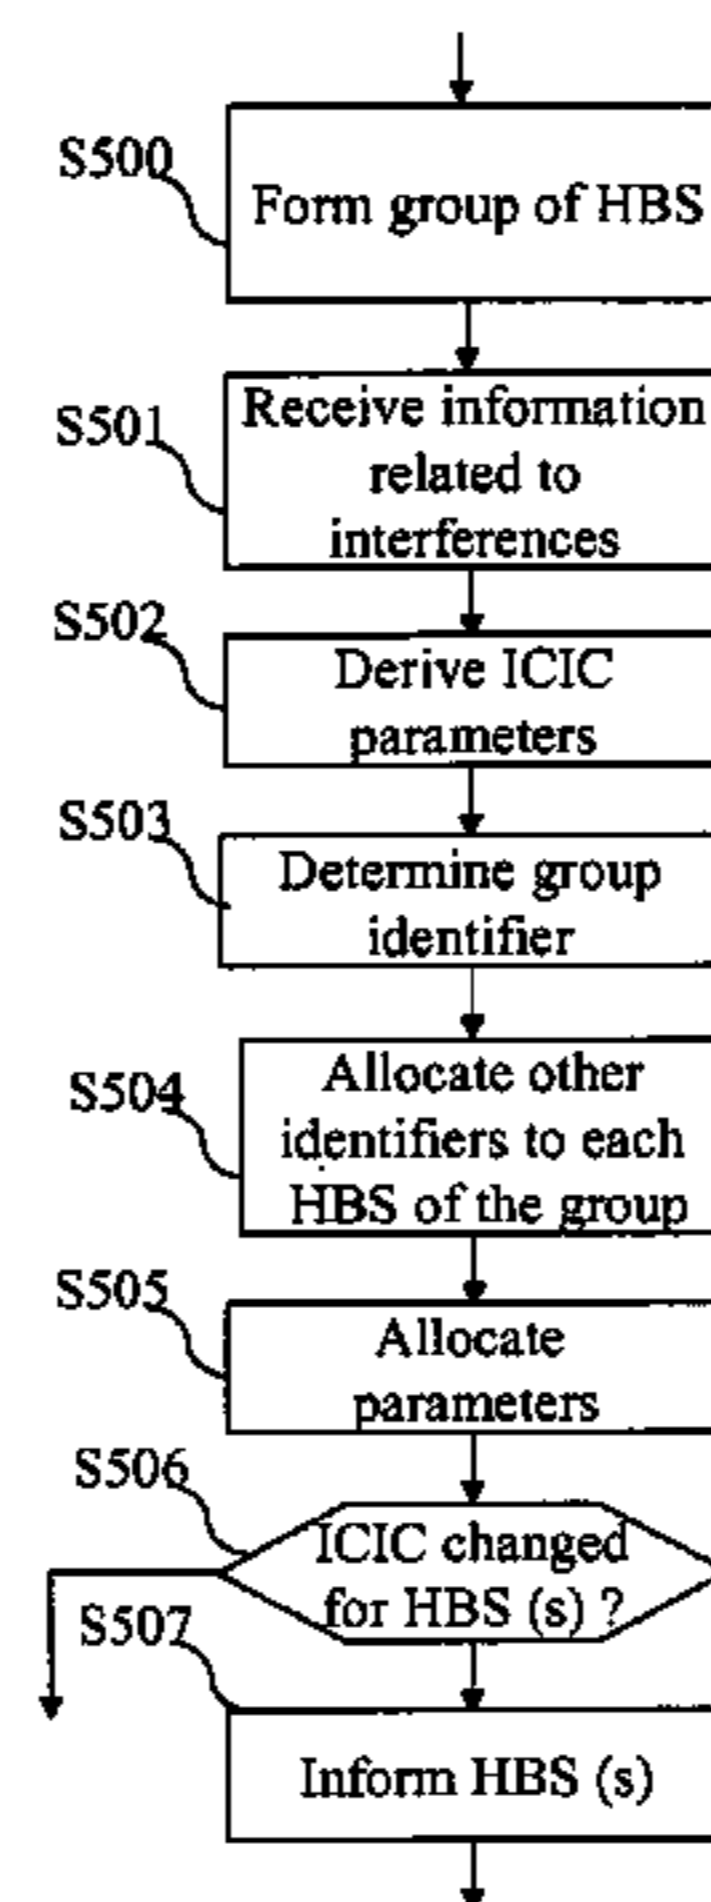 S500
Form group of HBS
S501
Receive information
related to
interferences
S502
Derive ICIC
parameters
S503
Determine group
identifier
S504
Allocate other
identifiers to each
HBS of the group
S505
Allocate
parameters
S506
ICIC changed
for HBS (s) ?
S507
Inform HBS (s)